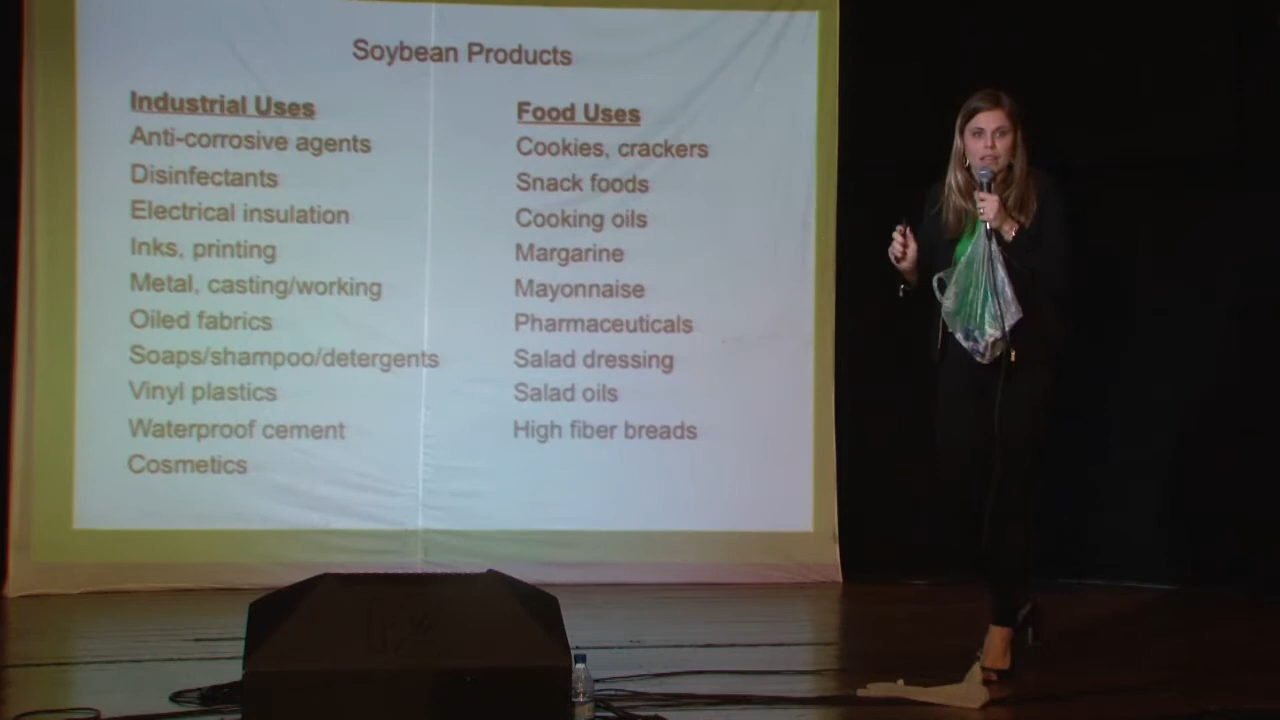 Soybean Products
Industrial Uses
Anti-corrosive agents
Disinfectants
Electrical insulation
Inks, printing
Metal, casting/working
Oiled fabrics
Soaps/shampoo/detergents
Vinyl plastics
Waterproof cement
Cosmetics
Food Uses
Cookies, crackers
Snack foods
Cooking oils
Margarine
Mayonnaise
Pharmaceuticals
Salad dressing
Salad oils
High fiber breads